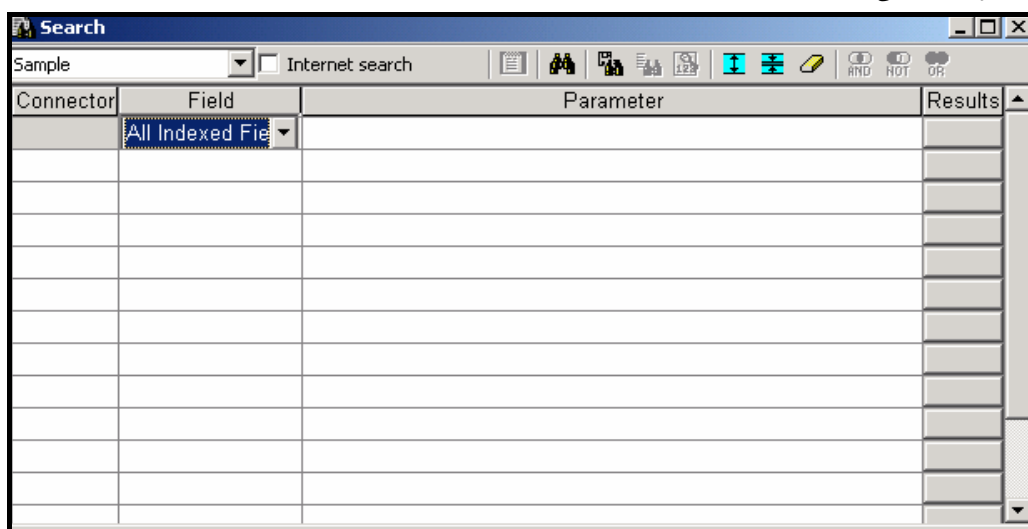 Search
Sample Internet search AND NOT OR
Connector Field Parameter Results
All Indexed Fie